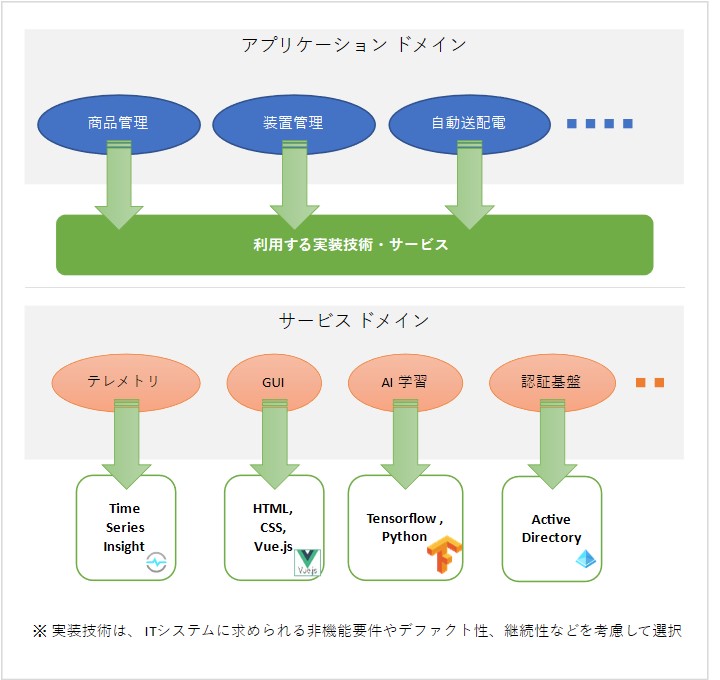 アプリケーション ドメイン
商品管理
装置管理
自動送配電
利用する実装技術・サービス
サービス ドメイン
テレメトリ
GUI
AI 学習
認証基盤
Time
Series
Insight
HTML,
CSS,
Vue.js
Vue.js
Tensorflow ,
Python
Active
Directory
※ 実装技術は、ITシステムに求められる非機能要件やデファクト性、継続性などを考慮して選択